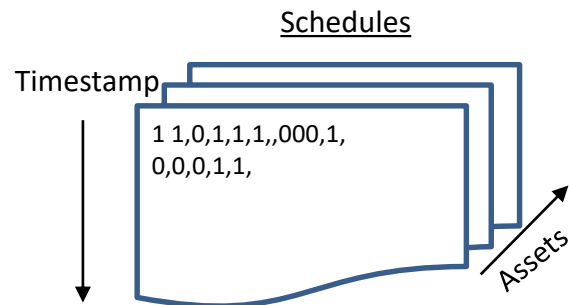 Schedules
Timestamp
1 1,0,1,1,1,,000,1,
0,0,0,1,1,
Assets